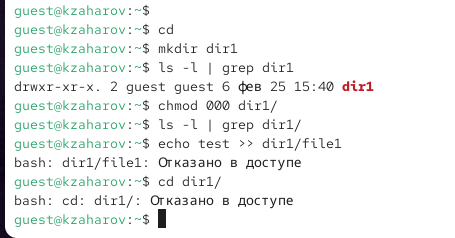 guest@kzaharov:~$
guest@kzaharov:~$ cd
guest@kzaharov:~$ mkdir dir1
guest@kzaharov:~$ ls -l | grep dir1
drwxr-xr-x. 2 guest guest 6 фев 25 15:40 dir1
guest@kzaharov:~$ chmod 000 dir1/
guest@kzaharov:~$ ls -l | grep dir1/
guest@kzaharov:~$ echo test >> dir1/file1
bash: dir1/file1: Отказано в доступе
guest@kzaharov:~$ cd dir1/
bash: cd: dir1/: Отказано в доступе
guest@kzaharov:~$